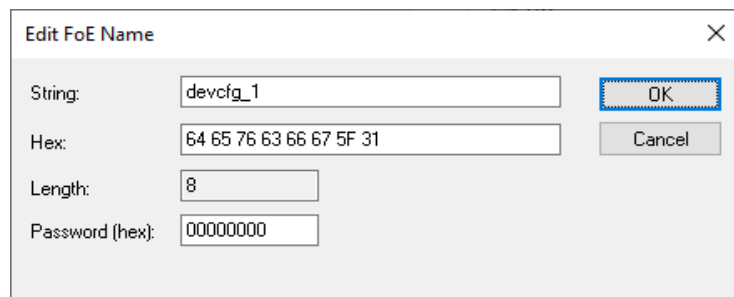 Edit FoE Name
String: devcfg_1 OK
Hex: 64 65 76 63 66 67 5F 31 Cancel
Length: 8
Password (hex): 00000000